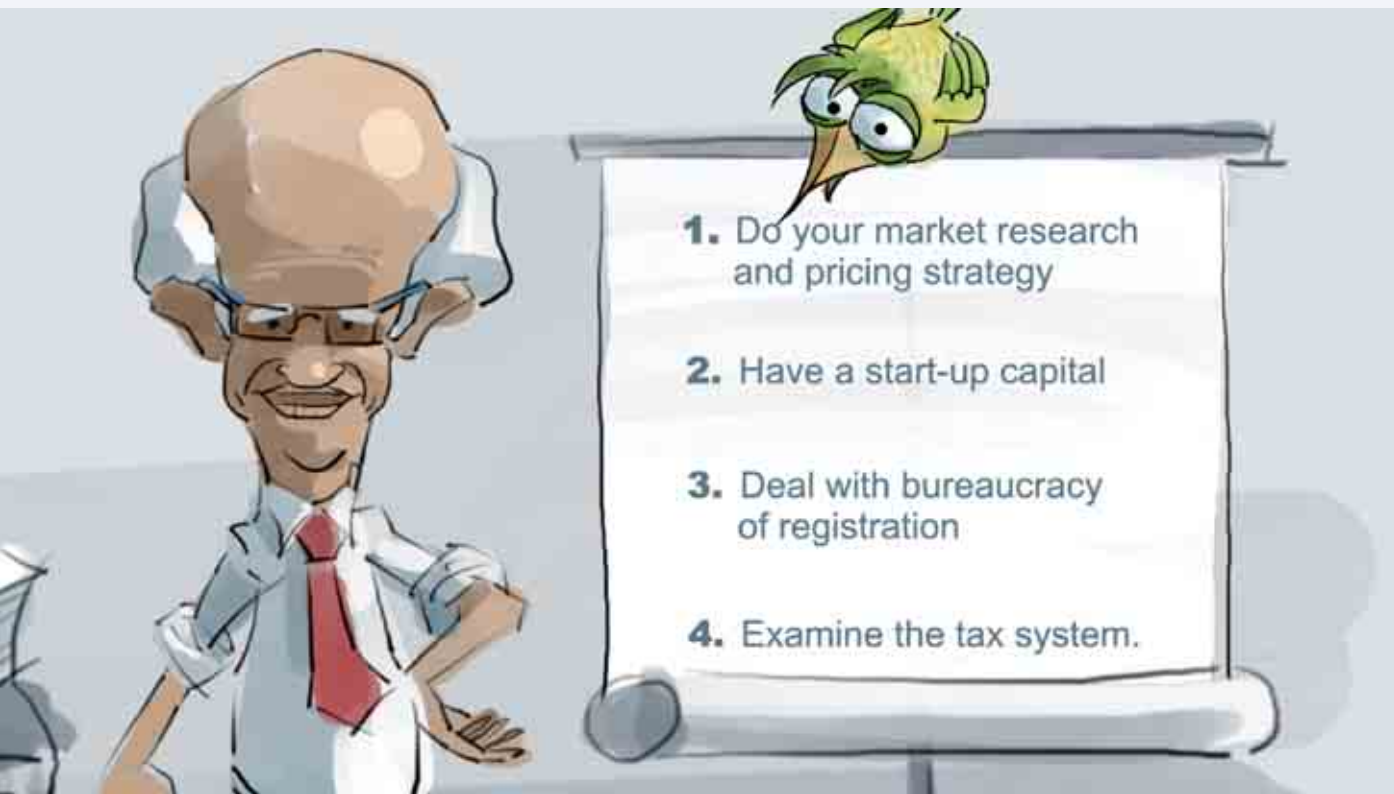 1. Do your market research
and pricing strategy
2. Have a start-up capital
3. Deal with bureaucracy
of registration
4. Examine the tax system.